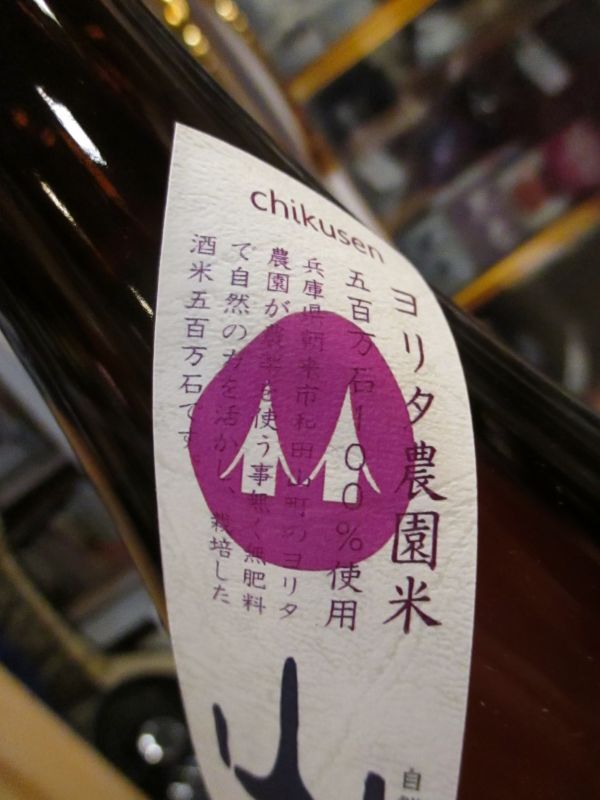 chikusen
ヨリタ農園米
五百万石100%使用
兵庫県朝来市和田山町のヨリタ
農園が農薬を使う事無く無肥料
で自然の力を活かし、栽培した
酒米五百万石です。
山
自